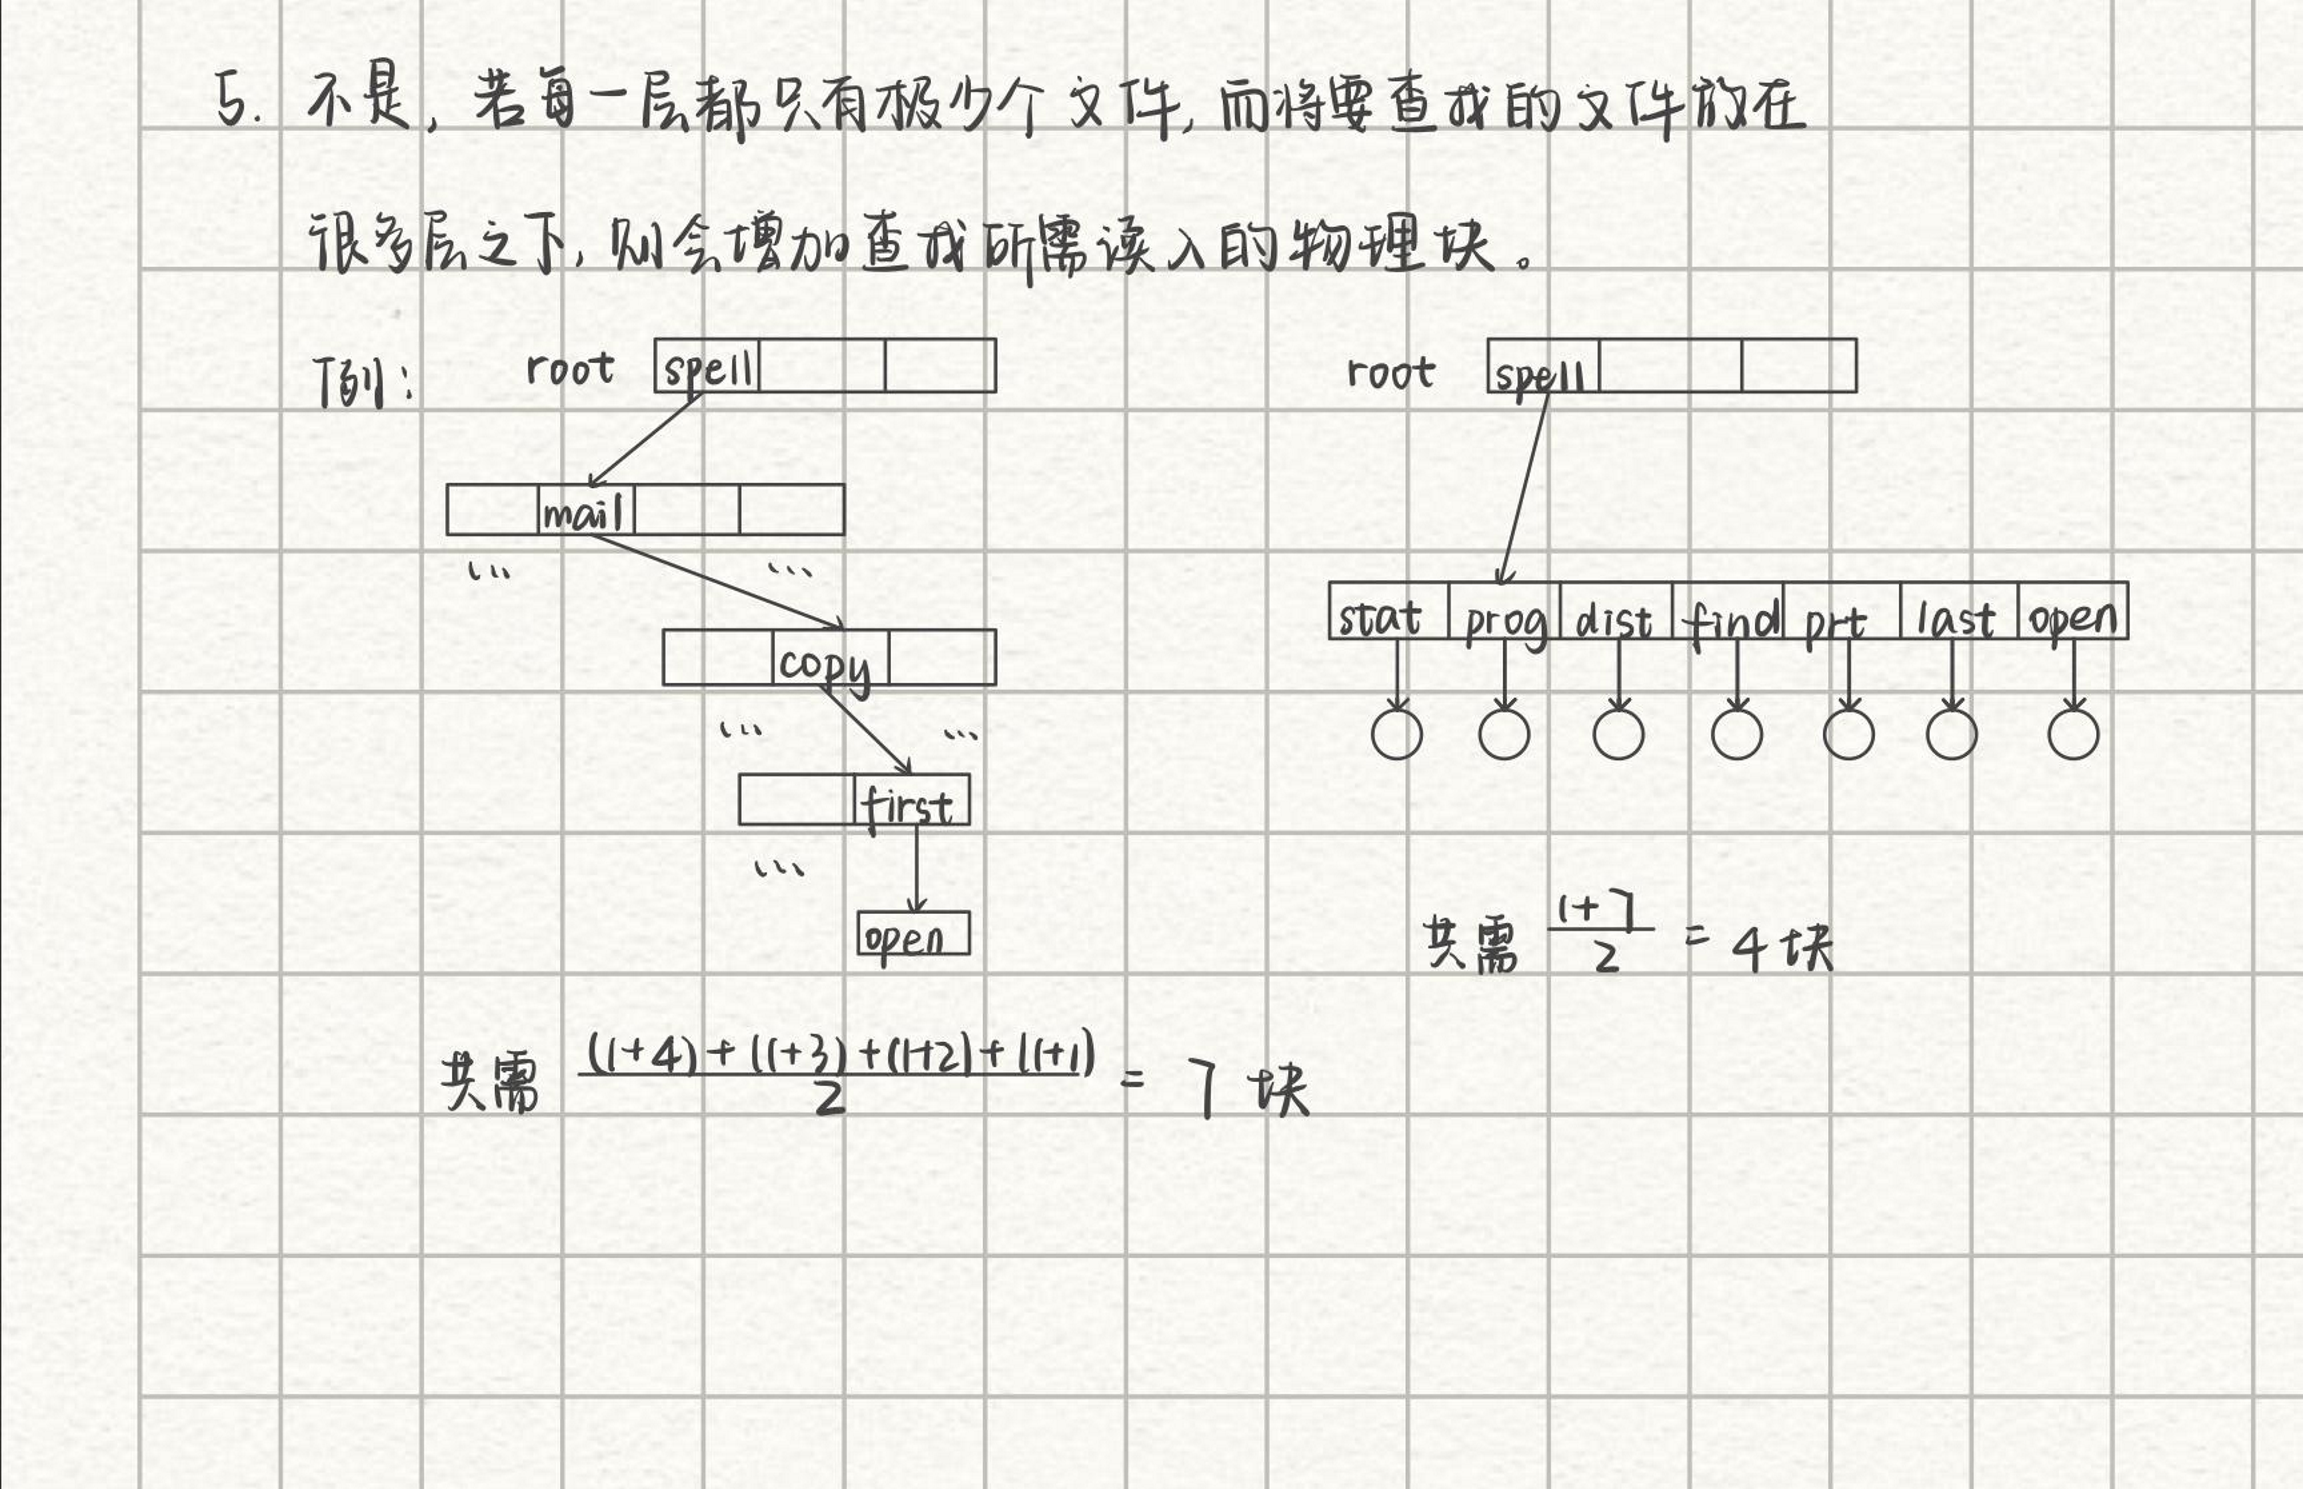 5. 不是，若每一层都只有极少个文件，而将要查找的文件放在
很多层之下，则会增加查找所需读入的物理块。
例：
root spell
mail
... ...
copy
... ...
first
...
open
共需 ((1+4)+(1+3)+(1+2)+(1+1))/2 = 7 块
root spell
stat prog dist find prt last open
共需 (1+7)/2 = 4 块